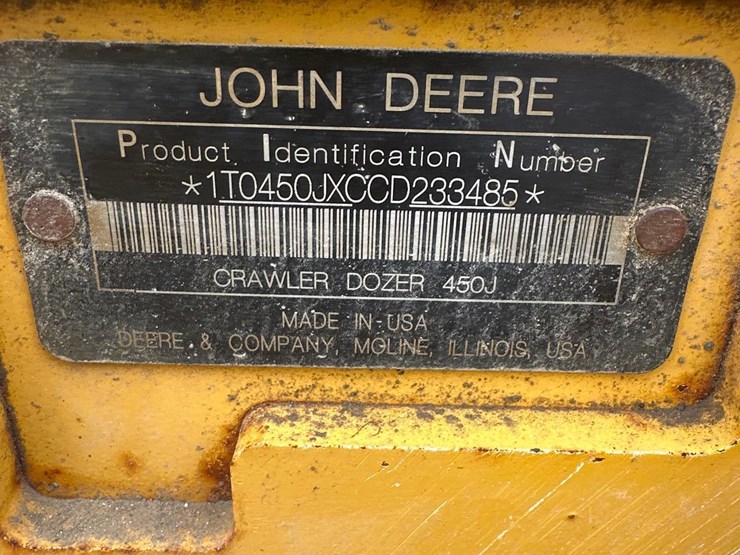 JOHN DEERE
Product Identification Number
*1T0450JXCCD233485*
CRAWLER DOZER 450J
MADE IN USA
DEERE & COMPANY, MOLINE, ILLINOIS, USA